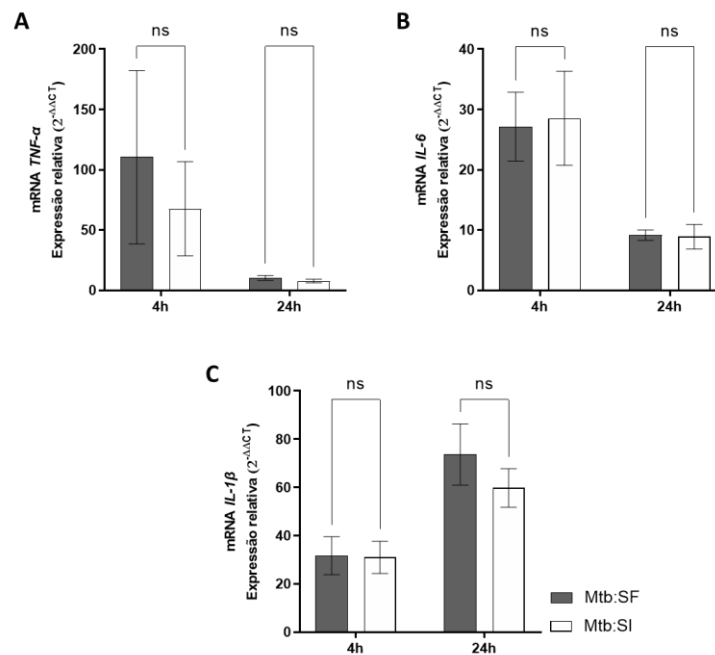 A
ns
ns
mRNA TNF-α
Expressão relativa (2^-ΔΔCT)
200
150
100
50
0
4h
24h
B
ns
ns
mRNA IL-6
Expressão relativa (2^-ΔΔCT)
40
30
20
10
0
4h
24h
C
ns
ns
mRNA IL-1β
Expressão relativa (2^-ΔΔCT)
100
80
60
40
20
0
4h
24h
Mtb:SF
Mtb:SI